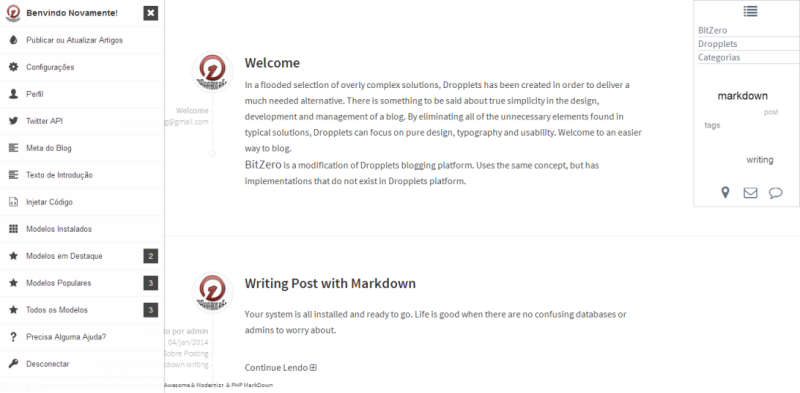 Benvindo Novamente!
Publicar ou Atualizar Artigos
Configurações
Perfil
Twitter API
Meta do Blog
Texto de Introdução
Injetar Código
Modelos Instalados
Modelos em Destaque 2
Modelos Populares 3
Todos os Modelos 3
Precisa Alguma Ajuda?
Desconectar
Welcome
g@gmail.com
Welcome
In a flooded selection of overly complex solutions, Dropplets has been created in order to deliver a
much needed alternative. There is something to be said about true simplicity in the design,
development and management of a blog. By eliminating all of the unnecessary elements found in
typical solutions, Dropplets can focus on pure design, typography and usability. Welcome to an easier
way to blog.
BitZero is a modification of Dropplets blogging platform. Uses the same concept, but has
implementations that do not exist in Dropplets platform.
to por admin
04/jan/2014
Sobre Posting
down writing
Writing Post with Markdown
Your system is all installed and ready to go. Life is good when there are no confusing databases or
admins to worry about.
Continue Lendo
Awesome & Modernizr & PHP MarkDown
BitZero
Dropplets
Categorias
markdown
post
tags
writing